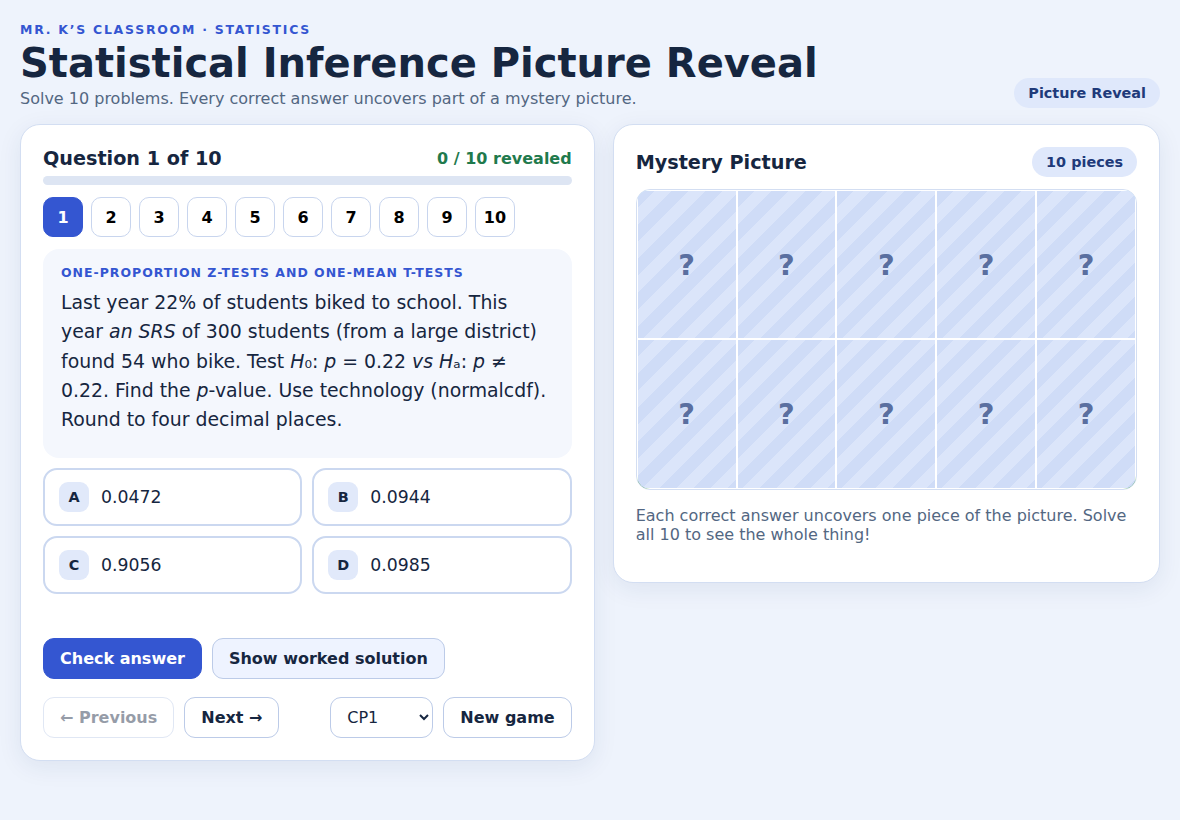 MR. K’S CLASSROOM · STATISTICS
Statistical Inference Picture Reveal
Solve 10 problems. Every correct answer uncovers part of a mystery picture.
Picture Reveal
Question 1 of 10
0 / 10 revealed
1 2 3 4 5 6 7 8 9 10
ONE-PROPORTION Z-TESTS AND ONE-MEAN T-TESTS
Last year 22% of students biked to school. This
year an SRS of 300 students (from a large district)
found 54 who bike. Test H₀: p = 0.22 vs Hₐ: p ≠
0.22. Find the p-value. Use technology (normalcdf).
Round to four decimal places.
A 0.0472
B 0.0944
C 0.9056
D 0.0985
Check answer
Show worked solution
← Previous
Next →
CP1
New game
Mystery Picture
10 pieces
? ? ? ? ?
? ? ? ? ?
Each correct answer uncovers one piece of the picture. Solve
all 10 to see the whole thing!